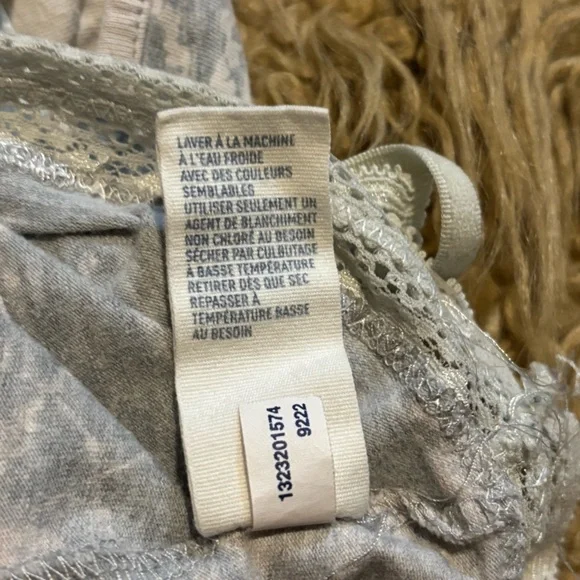 LAVER À LA MACHINE
À L'EAU FROIDE
AVEC DES COULEURS
SEMBLABLES
UTILISER SEULEMENT UN
AGENT DE BLANCHIMENT
NON CHLORÉ AU BESOIN
SÉCHER PAR CULBUTAGE
À BASSE TEMPÉRATURE
RETIRER DÈS QUE SEC
REPASSER À
TEMPÉRATURE BASSE
AU BESOIN
1323201574
9222